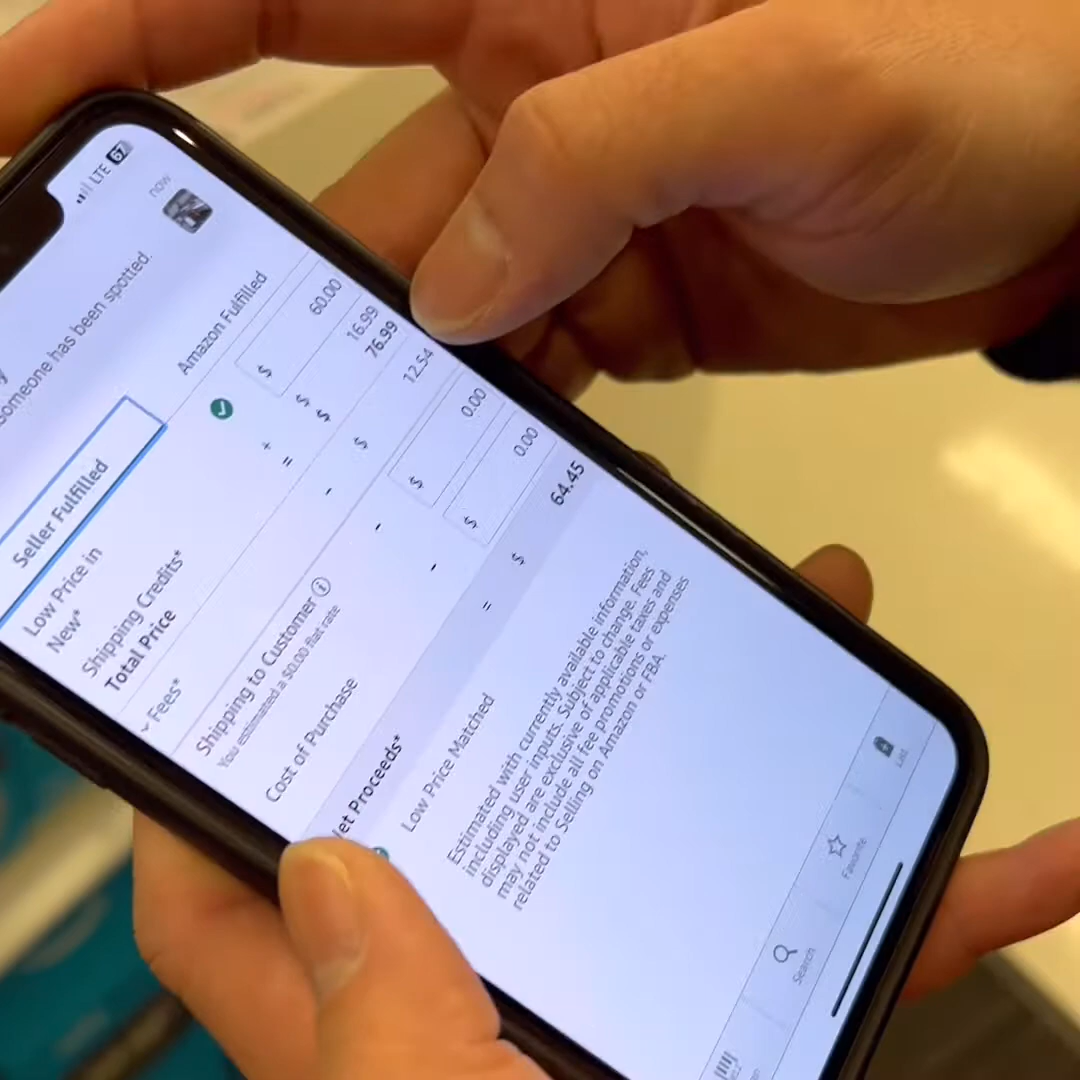 LTE 67
now
someone has been spotted.
Seller Fulfilled
Amazon Fulfilled
Low Price in
New*
$ 60.00
Shipping Credits* + $ 16.99
Total Price = $ 76.99
Fees* - $ 12.54
Shipping to Customer ⓘ - $ 0.00
You estimated a $0.00 flat rate
Cost of Purchase - $ 0.00
et Proceeds* = $ 64.45
Low Price Matched
Estimated with currently available information,
including user inputs. Subject to change. Fees
displayed are exclusive of applicable taxes and
may not include all fee promotions or expenses
related to Selling on Amazon or FBA.
Search
Favorite
List